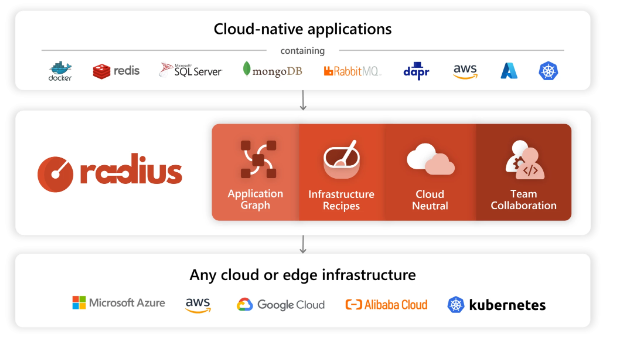 Cloud-native applications
containing
docker redis Microsoft SQL Server mongoDB RabbitMQ dapr aws
radius
Application Graph
Infrastructure Recipes
Cloud Neutral
Team Collaboration
</>
Any cloud or edge infrastructure
Microsoft Azure aws Google Cloud Alibaba Cloud kubernetes